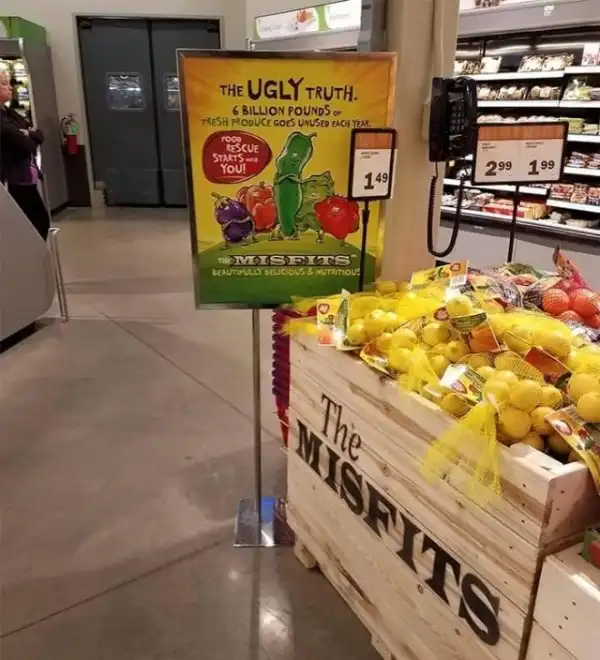 THE UGLY TRUTH.
6 BILLION POUNDS OF
FRESH PRODUCE GOES UNUSED EACH YEAR.
FOOD
RESCUE
STARTS WITH
YOU!
THE MISFITS
BEAUTIFULLY DELICIOUS & NUTRITIOUS
1 49
2 99
1 99
The
MISFITS